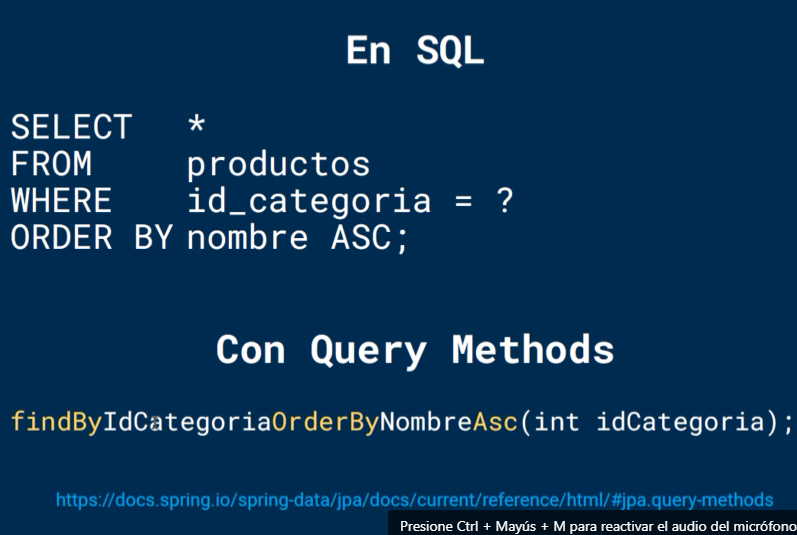 En SQL
SELECT *
FROM productos
WHERE id_categoria = ?
ORDER BY nombre ASC;
Con Query Methods
findByIdCategoriaOrderByNombreAsc(int idCategoria);
https://docs.spring.io/spring-data/jpa/docs/current/reference/html/#jpa.query-methods
Presione Ctrl + Mayús + M para reactivar el audio del micrófono